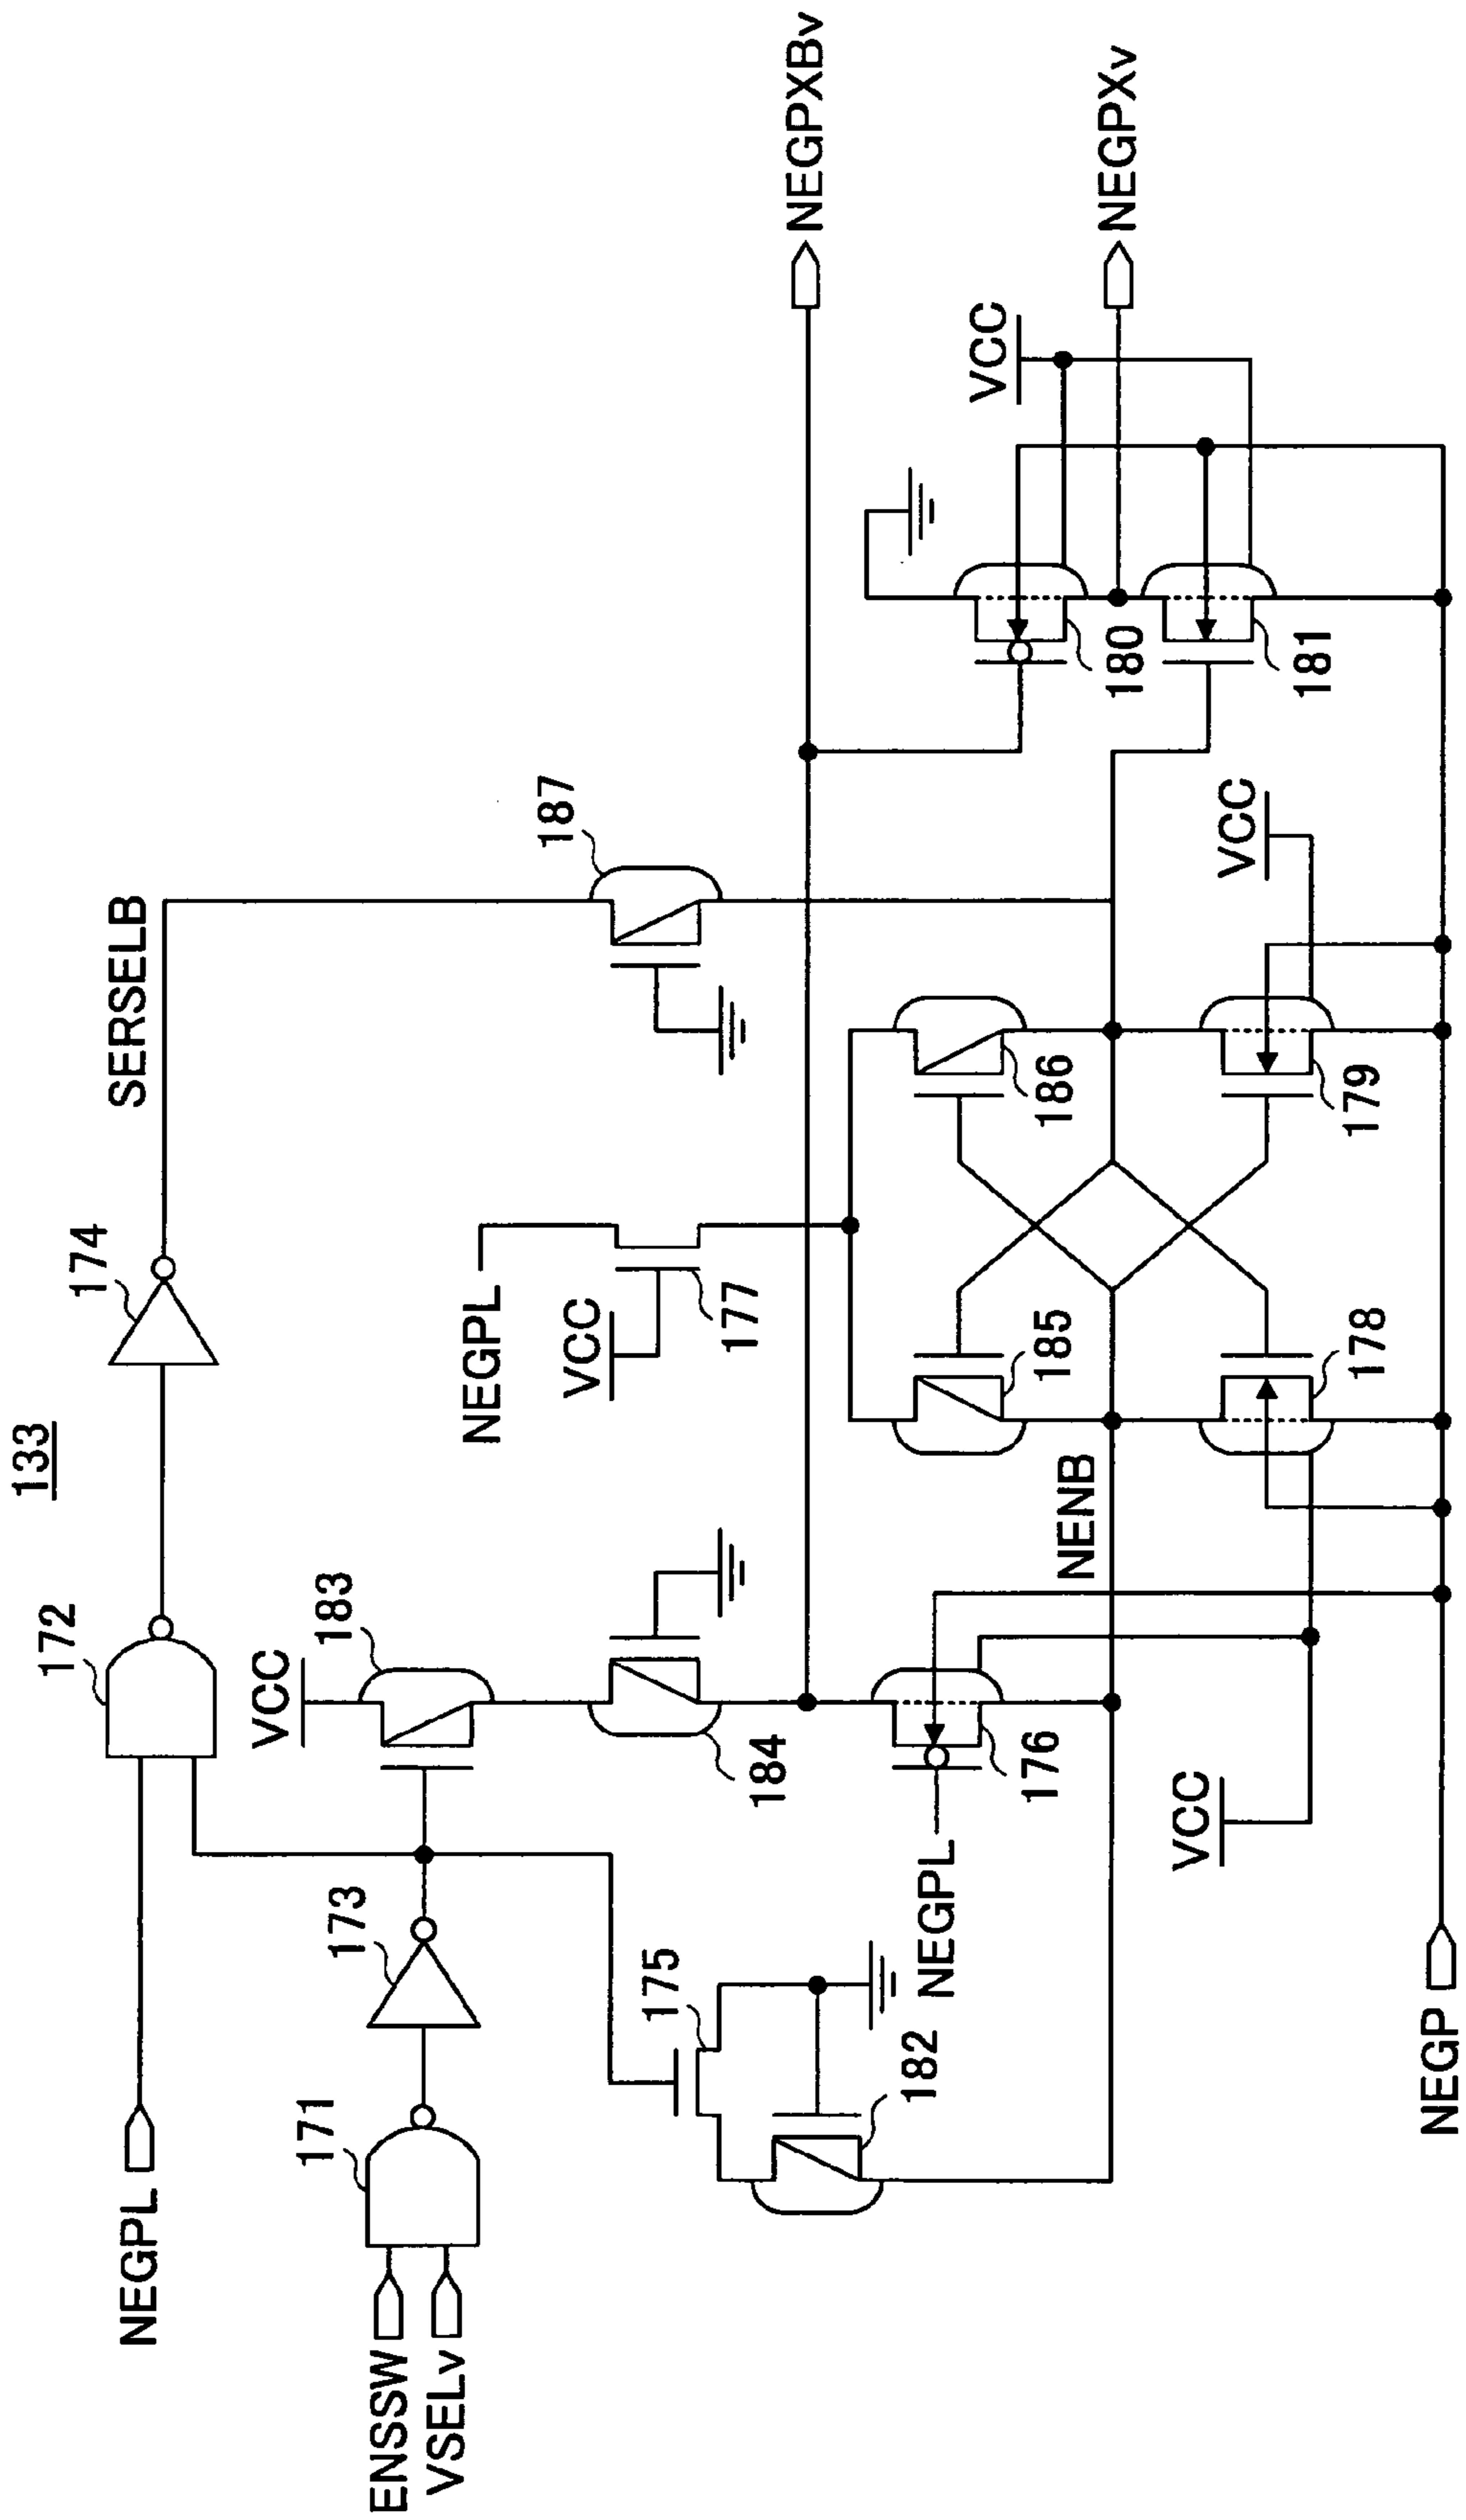 133
NEGPL
172
174
SERSELB
ENSSW
VSELv
171
173
VCC
183
184
187
NEGPL
VCC
177
175
182
NEGPL
176
NENB
185
186
178
179
VCC
VCC
NEGP
180
181
VCC
NEGPXBv
NEGPXv